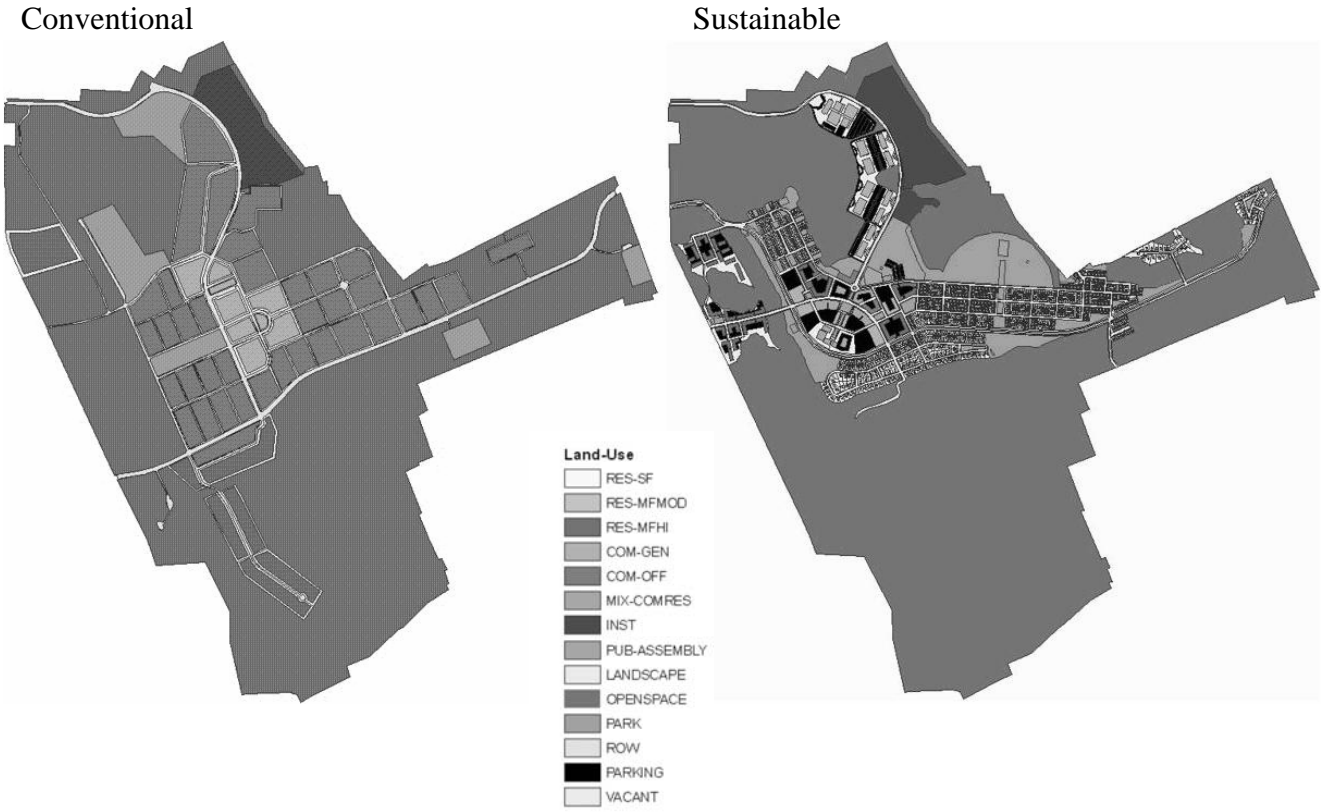 Conventional
Sustainable
Land-Use
RES-SF
RES-MFMOD
RES-MFHI
COM-GEN
COM-OFF
MIX-COMRES
INST
PUB-ASSEMBLY
LANDSCAPE
OPENSPACE
PARK
ROW
PARKING
VACANT